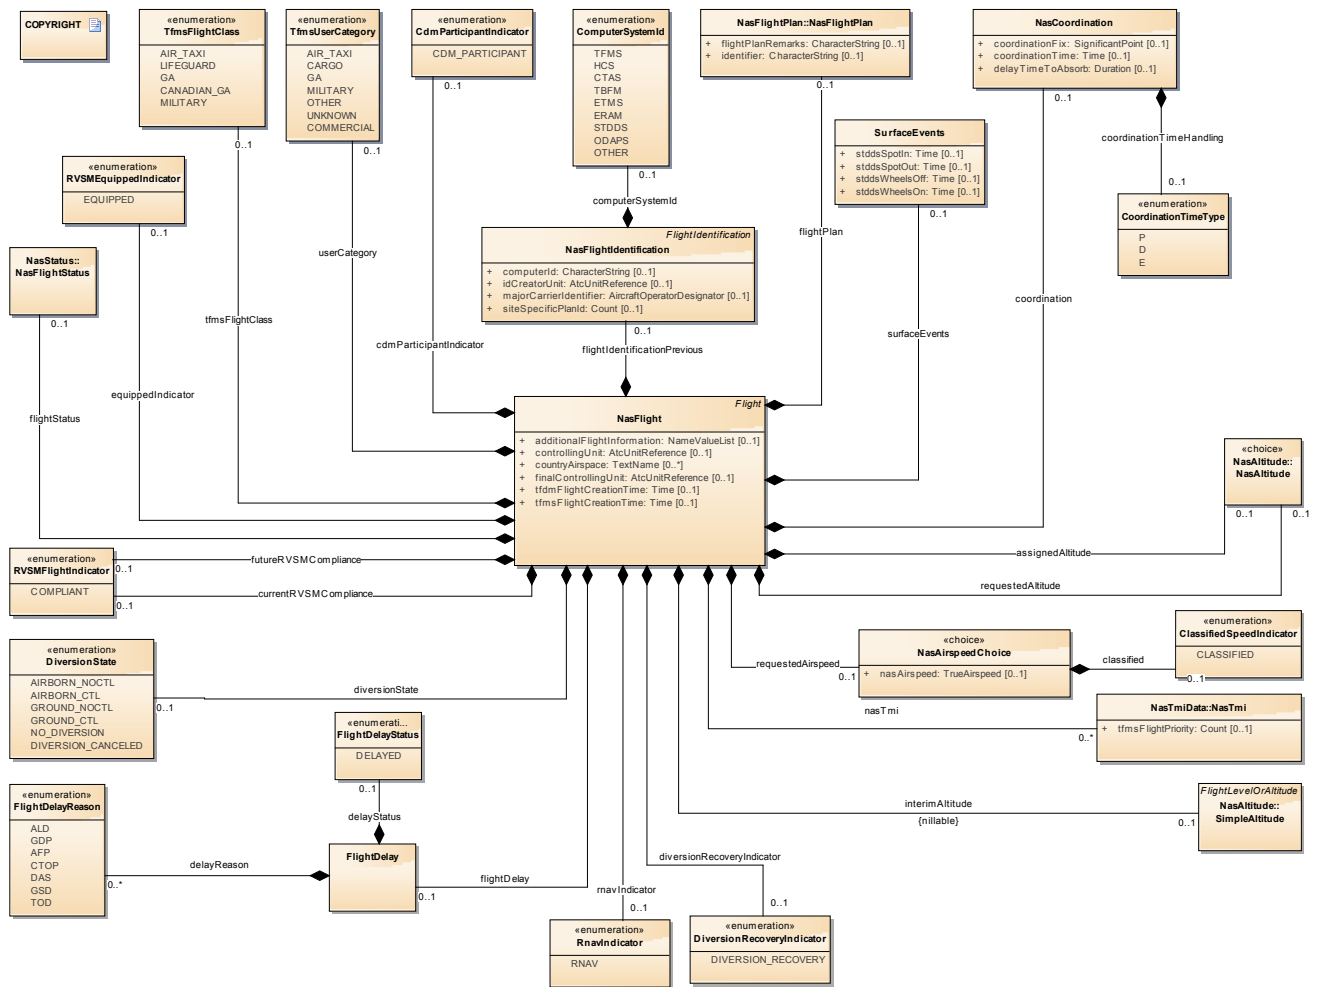 COPYRIGHT
«enumeration»
TfmsFlightClass
AIR_TAXI
LIFEGUARD
GA
CANADIAN_GA
MILITARY
0..1
«enumeration»
TfmsUserCategory
AIR_TAXI
CARGO
GA
MILITARY
OTHER
UNKNOWN
COMMERCIAL
0..1
«enumeration»
CdmParticipantIndicator
CDM_PARTICIPANT
0..1
«enumeration»
ComputerSystemId
TFMS
HCS
CTAS
TBFM
ETMS
ERAM
STDDS
ODAPS
OTHER
0..1
computerSystemId
NasFlightPlan::NasFlightPlan
+ flightPlanRemarks: CharacterString [0..1]
+ identifier: CharacterString [0..1]
0..1
NasCoordination
+ coordinationFix: SignificantPoint [0..1]
+ coordinationTime: Time [0..1]
+ delayTimeToAbsorb: Duration [0..1]
0..1
coordinationTimeHandling
0..1
«enumeration»
CoordinationTimeType
P
D
E
SurfaceEvents
+ stddsSpotIn: Time [0..1]
+ stddsSpotOut: Time [0..1]
+ stddsWheelsOff: Time [0..1]
+ stddsWheelsOn: Time [0..1]
0..1
«enumeration»
RVSMEquippedIndicator
EQUIPPED
0..1
FlightIdentification
NasFlightIdentification
+ computerId: CharacterString [0..1]
+ idCreatorUnit: AtcUnitReference [0..1]
+ majorCarrierIdentifier: AircraftOperatorDesignator [0..1]
+ siteSpecificPlanId: Count [0..1]
0..1
flightIdentificationPrevious
NasStatus::
NasFlightStatus
0..1
flightPlan
userCategory
coordination
tfmsFlightClass
surfaceEvents
cdmParticipantIndicator
equippedIndicator
flightStatus
Flight
NasFlight
+ additionalFlightInformation: NameValueList [0..1]
+ controllingUnit: AtcUnitReference [0..1]
+ countryAirspace: TextName [0..*]
+ finalControllingUnit: AtcUnitReference [0..1]
+ tfdmFlightCreationTime: Time [0..1]
+ tfmsFlightCreationTime: Time [0..1]
«choice»
NasAltitude::
NasAltitude
0..1
0..1
assignedAltitude
requestedAltitude
«enumeration»
RVSMFlightIndicator
COMPLIANT
0..1
futureRVSMCompliance
0..1
currentRVSMCompliance
«enumeration»
DiversionState
AIRBORN_NOCTL
AIRBORN_CTL
GROUND_NOCTL
GROUND_CTL
NO_DIVERSION
DIVERSION_CANCELED
0..1
diversionState
requestedAirspeed
0..1
«choice»
NasAirspeedChoice
+ nasAirspeed: TrueAirspeed [0..1]
classified
«enumeration»
ClassifiedSpeedIndicator
CLASSIFIED
0..1
nasTmi
0..*
NasTmiData::NasTmi
+ tfmsFlightPriority: Count [0..1]
«enumerati...
FlightDelayStatus
DELAYED
0..1
delayStatus
«enumeration»
FlightDelayReason
ALD
GDP
AFP
CTOP
DAS
GSD
TOD
0..*
delayReason
FlightDelay
0..1
flightDelay
interimAltitude
{nillable}
0..1
FlightLevelOrAltitude
NasAltitude::
SimpleAltitude
rnavIndicator
0..1
«enumeration»
RnavIndicator
RNAV
diversionRecoveryIndicator
0..1
«enumeration»
DiversionRecoveryIndicator
DIVERSION_RECOVERY